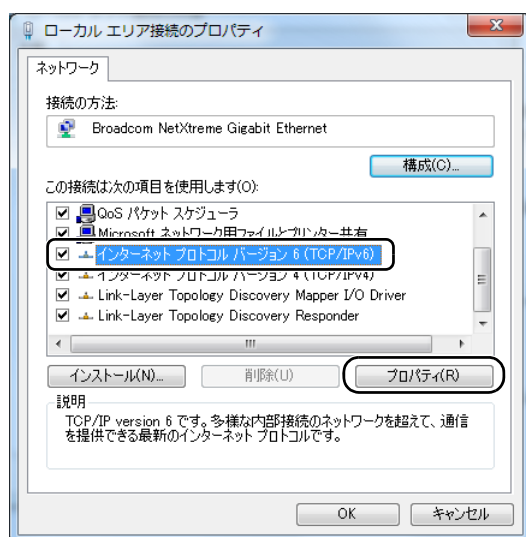 ローカル エリア接続のプロパティ
ネットワーク
接続の方法:
Broadcom NetXtreme Gigabit Ethernet
構成(C)...
この接続は次の項目を使用します(O):
QoS パケット スケジューラ
Microsoft ネットワーク用ファイルとプリンター共有
インターネット プロトコル バージョン 6 (TCP/IPv6)
インターネット プロトコル バージョン 4 (TCP/IPv4)
Link-Layer Topology Discovery Mapper I/O Driver
Link-Layer Topology Discovery Responder
インストール(N)...
削除(U)
プロパティ(R)
説明
TCP/IP version 6 です。多様な内部接続のネットワークを超えて、通信
を提供できる最新のインターネット プロトコルです。
OK
キャンセル